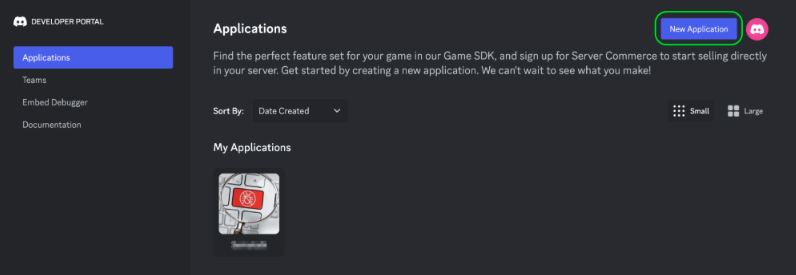 DEVELOPER PORTAL
Applications
Teams
Embed Debugger
Documentation
Applications
New Application
Find the perfect feature set for your game in our Game SDK, and sign up for Server Commerce to start selling directly
in your server. Get started by creating a new application. We can't wait to see what you make!
Sort By:
Date Created
Small
Large
My Applications